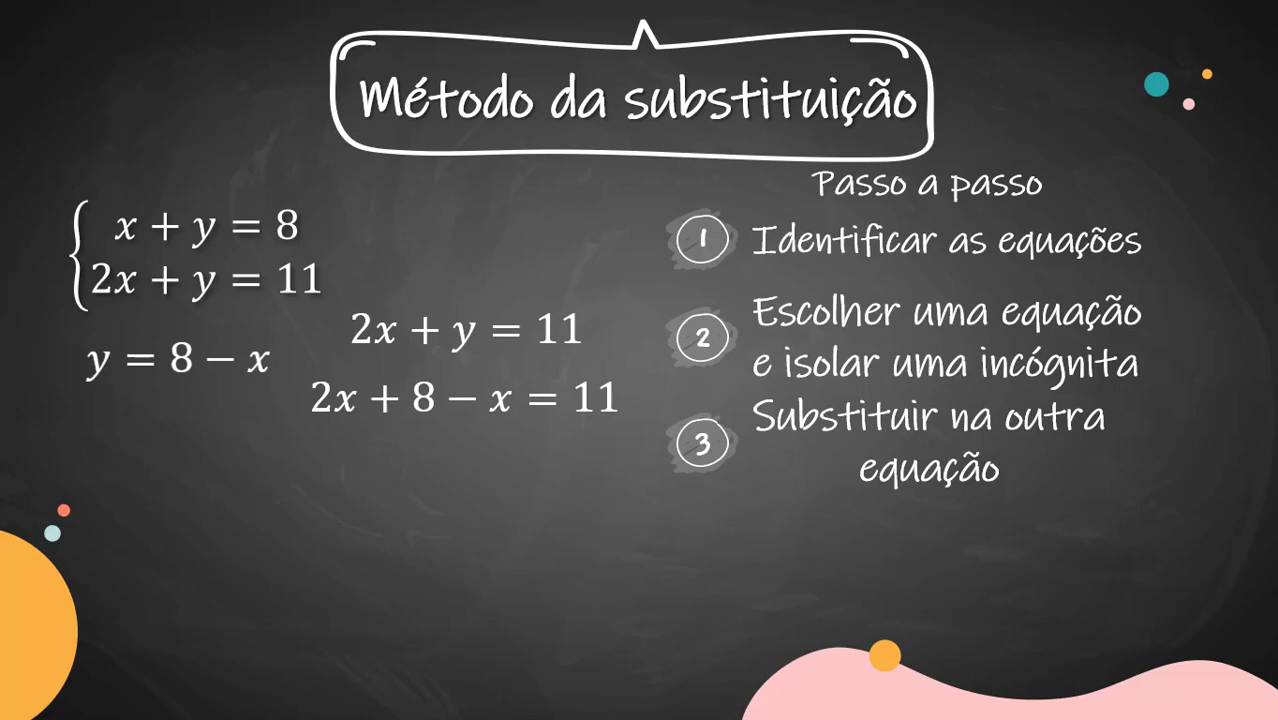 Método da substituição
x + y = 8
2x + y = 11
y = 8 − x
2x + y = 11
2x + 8 − x = 11
Passo a passo
1 Identificar as equações
2 Escolher uma equação
e isolar uma incógnita
3 Substituir na outra
equação